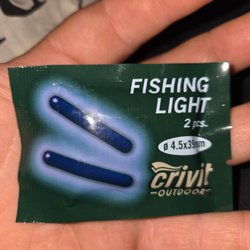 FISHING
LIGHT
2 pcs.
ø 4.5x39mm
crivit
OUTDOOR